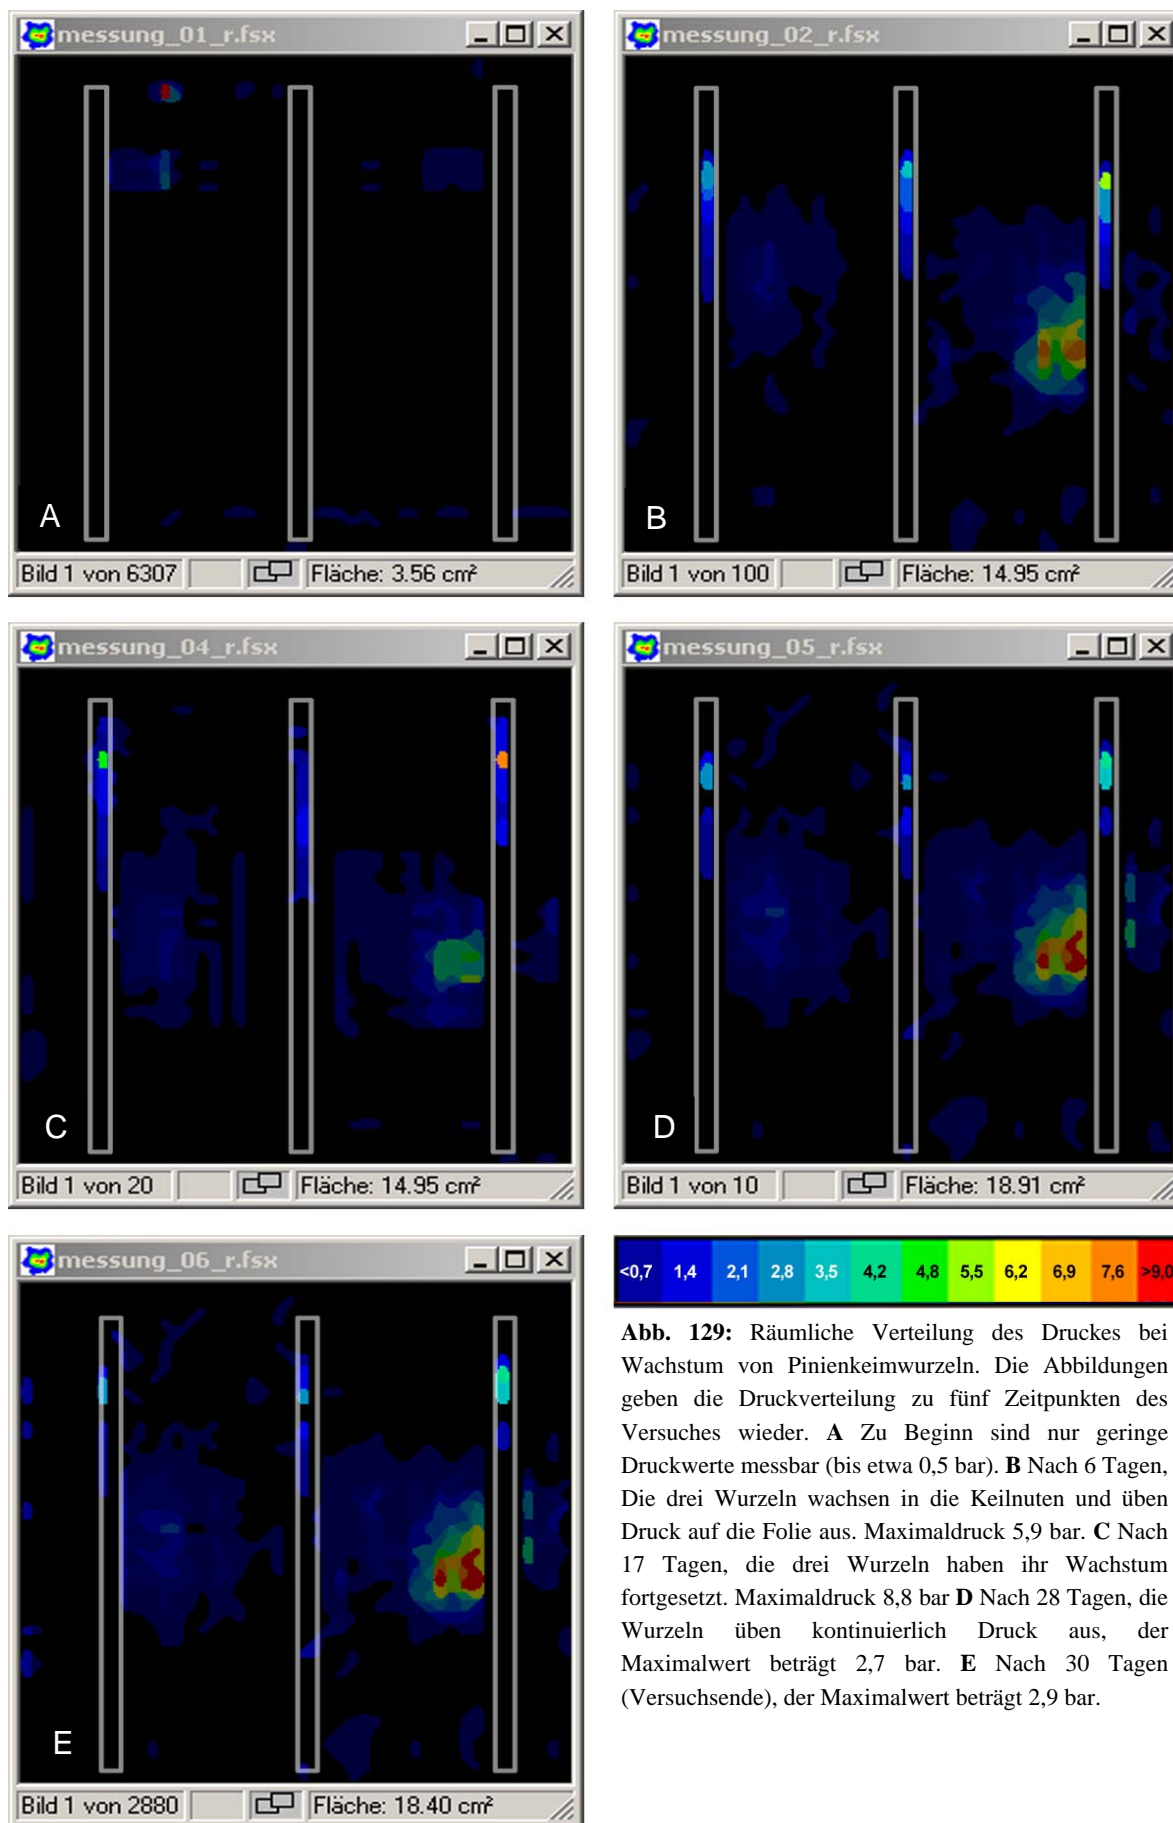 messung_01_r.fsx
A
Bild 1 von 6307 Fläche: 3.56 cm²
messung_02_r.fsx
B
Bild 1 von 100 Fläche: 14.95 cm²
messung_04_r.fsx
C
Bild 1 von 20 Fläche: 14.95 cm²
messung_05_r.fsx
D
Bild 1 von 10 Fläche: 18.91 cm²
messung_06_r.fsx
E
Bild 1 von 2880 Fläche: 18.40 cm²
<0,7 1,4 2,1 2,8 3,5 4,2 4,8 5,5 6,2 6,9 7,6 >9,0
Abb. 129: Räumliche Verteilung des Druckes bei
Wachstum von Pinienkeimwurzeln. Die Abbildungen
geben die Druckverteilung zu fünf Zeitpunkten des
Versuches wieder. A Zu Beginn sind nur geringe
Druckwerte messbar (bis etwa 0,5 bar). B Nach 6 Tagen,
Die drei Wurzeln wachsen in die Keilnuten und üben
Druck auf die Folie aus. Maximaldruck 5,9 bar. C Nach
17 Tagen, die drei Wurzeln haben ihr Wachstum
fortgesetzt. Maximaldruck 8,8 bar D Nach 28 Tagen, die
Wurzeln üben kontinuierlich Druck aus, der
Maximalwert beträgt 2,7 bar. E Nach 30 Tagen
(Versuchsende), der Maximalwert beträgt 2,9 bar.